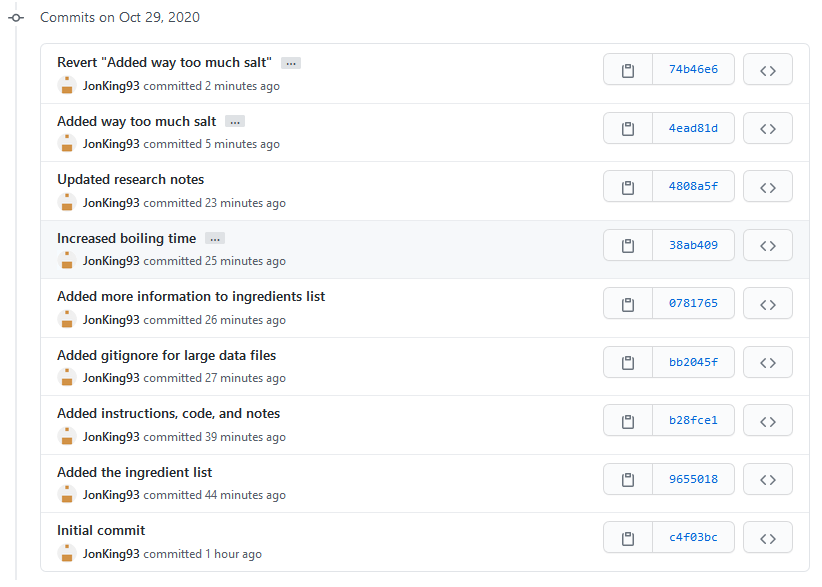 Commits on Oct 29, 2020
Revert "Added way too much salt" ...
JonKing93 committed 2 minutes ago
74b46e6
Added way too much salt ...
JonKing93 committed 5 minutes ago
4ead81d
Updated research notes
JonKing93 committed 23 minutes ago
4808a5f
Increased boiling time ...
JonKing93 committed 25 minutes ago
38ab409
Added more information to ingredients list
JonKing93 committed 26 minutes ago
0781765
Added gitignore for large data files
JonKing93 committed 27 minutes ago
bb2045f
Added instructions, code, and notes
JonKing93 committed 39 minutes ago
b28fce1
Added the ingredient list
JonKing93 committed 44 minutes ago
9655018
Initial commit
JonKing93 committed 1 hour ago
c4f03bc